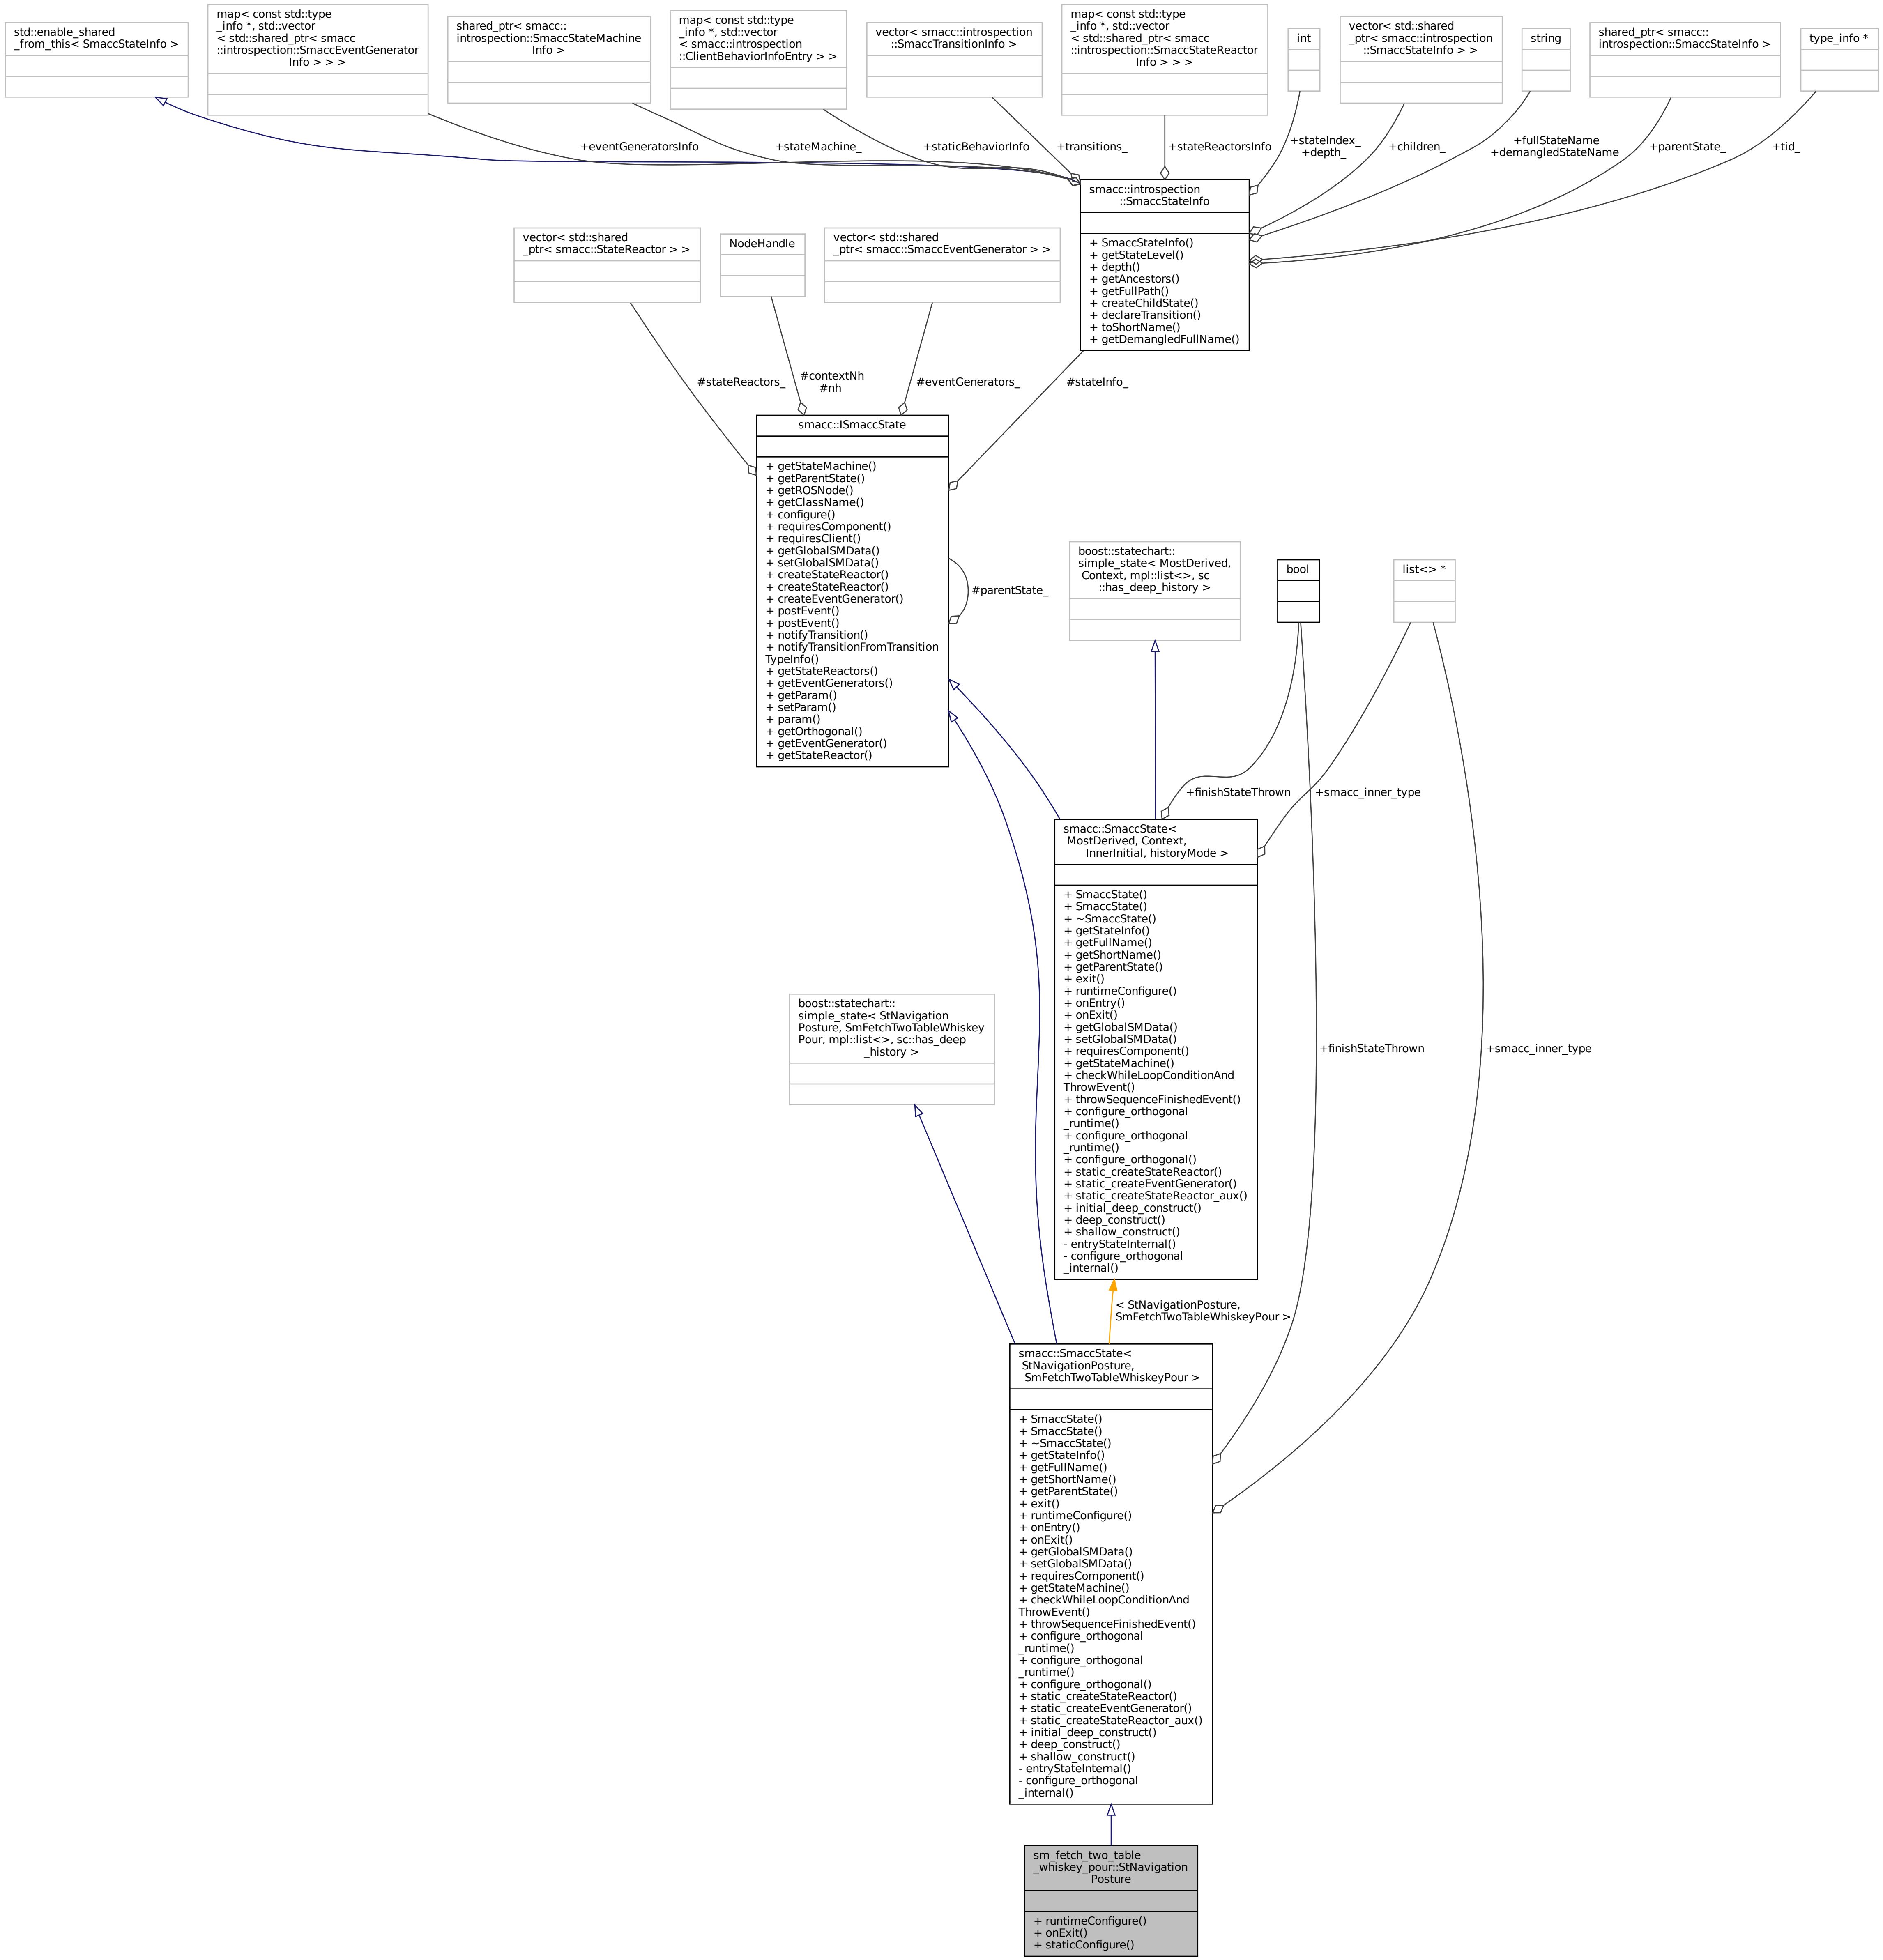 std::enable_shared
_from_this< SmaccStateInfo >
map< const std::type
_info *, std::vector
< std::shared_ptr< smacc
::introspection::SmaccEventGenerator
Info > > >
shared_ptr< smacc::
introspection::SmaccStateMachine
Info >
map< const std::type
_info *, std::vector
< smacc::introspection
::ClientBehaviorInfoEntry > >
vector< smacc::introspection
::SmaccTransitionInfo >
map< const std::type
_info *, std::vector
< std::shared_ptr< smacc
::introspection::SmaccStateReactor
Info > > >
int
vector< std::shared
_ptr< smacc::introspection
::SmaccStateInfo > >
string
shared_ptr< smacc::
introspection::SmaccStateInfo >
type_info *
+eventGeneratorsInfo
+stateMachine_
+staticBehaviorInfo
+transitions_
+stateReactorsInfo
+stateIndex_
+depth_
+children_
+fullStateName
+demangledStateName
+parentState_
+tid_
smacc::introspection
::SmaccStateInfo
+ SmaccStateInfo()
+ getStateLevel()
+ depth()
+ getAncestors()
+ getFullPath()
+ createChildState()
+ declareTransition()
+ toShortName()
+ getDemangledFullName()
vector< std::shared
_ptr< smacc::StateReactor > >
NodeHandle
vector< std::shared
_ptr< smacc::SmaccEventGenerator > >
#stateReactors_
#contextNh
#nh
#eventGenerators_
#stateInfo_
smacc::ISmaccState
+ getStateMachine()
+ getParentState()
+ getROSNode()
+ getClassName()
+ configure()
+ requiresComponent()
+ requiresClient()
+ getGlobalSMData()
+ setGlobalSMData()
+ createStateReactor()
+ createStateReactor()
+ createEventGenerator()
+ postEvent()
+ postEvent()
+ notifyTransition()
+ notifyTransitionFromTransition
TypeInfo()
+ getStateReactors()
+ getEventGenerators()
+ getParam()
+ setParam()
+ param()
+ getOrthogonal()
+ getEventGenerator()
+ getStateReactor()
#parentState_
boost::statechart::
simple_state< MostDerived,
Context, mpl::list<>, sc
::has_deep_history >
bool
list<> *
+finishStateThrown
+smacc_inner_type
smacc::SmaccState<
MostDerived, Context,
InnerInitial, historyMode >
+ SmaccState()
+ SmaccState()
+ ~SmaccState()
+ getStateInfo()
+ getFullName()
+ getShortName()
+ getParentState()
+ exit()
+ runtimeConfigure()
+ onEntry()
+ onExit()
+ getGlobalSMData()
+ setGlobalSMData()
+ requiresComponent()
+ getStateMachine()
+ checkWhileLoopConditionAnd
ThrowEvent()
+ throwSequenceFinishedEvent()
+ configure_orthogonal
_runtime()
+ configure_orthogonal
_runtime()
+ configure_orthogonal()
+ static_createStateReactor()
+ static_createEventGenerator()
+ static_createStateReactor_aux()
+ initial_deep_construct()
+ deep_construct()
+ shallow_construct()
- entryStateInternal()
- configure_orthogonal
_internal()
boost::statechart::
simple_state< StNavigation
Posture, SmFetchTwoTableWhiskey
Pour, mpl::list<>, sc::has_deep
_history >
+finishStateThrown
+smacc_inner_type
< StNavigationPosture,
SmFetchTwoTableWhiskeyPour >
smacc::SmaccState<
StNavigationPosture,
SmFetchTwoTableWhiskeyPour >
+ SmaccState()
+ SmaccState()
+ ~SmaccState()
+ getStateInfo()
+ getFullName()
+ getShortName()
+ getParentState()
+ exit()
+ runtimeConfigure()
+ onEntry()
+ onExit()
+ getGlobalSMData()
+ setGlobalSMData()
+ requiresComponent()
+ getStateMachine()
+ checkWhileLoopConditionAnd
ThrowEvent()
+ throwSequenceFinishedEvent()
+ configure_orthogonal
_runtime()
+ configure_orthogonal
_runtime()
+ configure_orthogonal()
+ static_createStateReactor()
+ static_createEventGenerator()
+ static_createStateReactor_aux()
+ initial_deep_construct()
+ deep_construct()
+ shallow_construct()
- entryStateInternal()
- configure_orthogonal
_internal()
sm_fetch_two_table
_whiskey_pour::StNavigation
Posture
+ runtimeConfigure()
+ onExit()
+ staticConfigure()